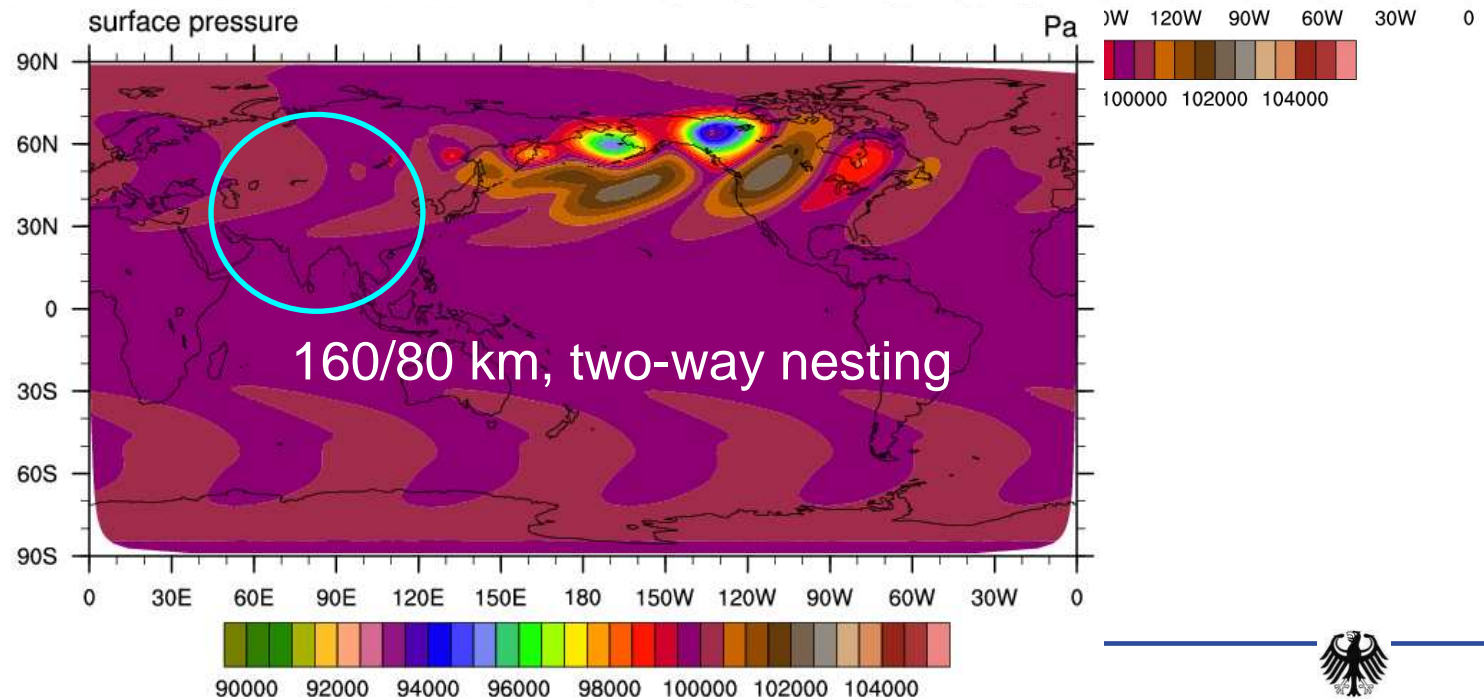 surface pressure
Pa
90N
60N
30N
0
30S
60S
90S
160/80 km, two-way nesting
0 30E 60E 90E 120E 150E 180 150W 120W 90W 60W 30W 0
90000 92000 94000 96000 98000 100000 102000 104000
120W 90W 60W 30W 0
100000 102000 104000